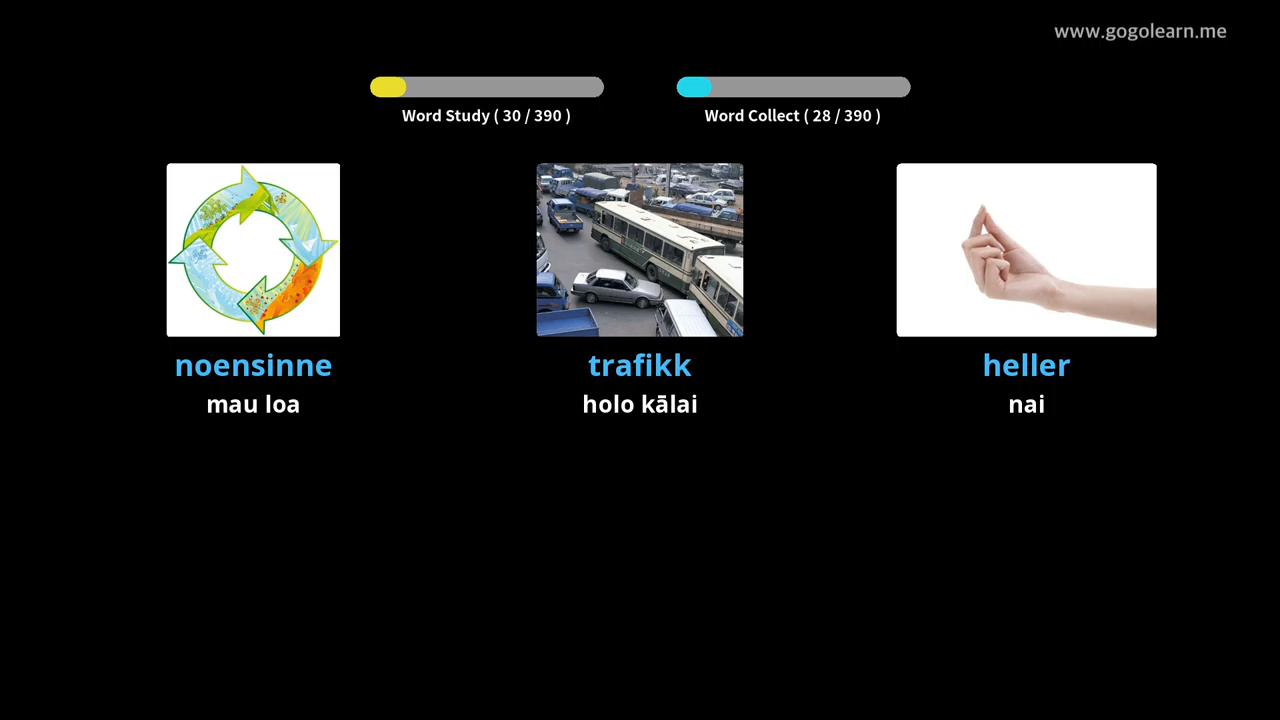 www.gogolearn.me
Word Study ( 30 / 390 )
Word Collect ( 28 / 390 )
noensinne
mau loa
trafikk
holo kālai
heller
nai